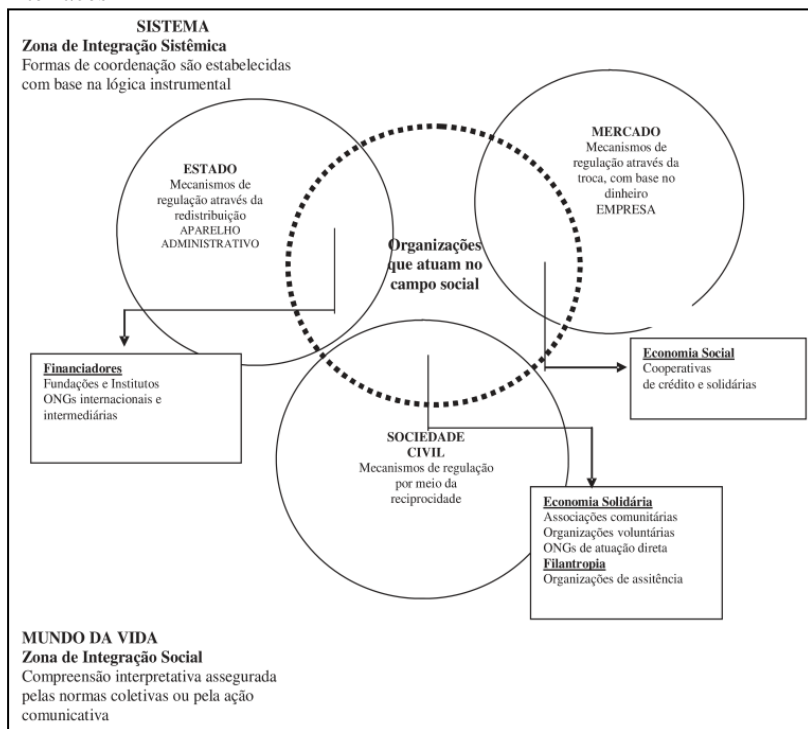 SISTEMA
Zona de Integração Sistêmica
Formas de coordenação são estabelecidas
com base na lógica instrumental
ESTADO
Mecanismos de
regulação através da
redistribuição
APARELHO
ADMINISTRATIVO
MERCADO
Mecanismos de
regulação através da
troca, com base no
dinheiro
EMPRESA
Organizações
que atuam no
campo social
Financiadores
Fundações e Institutos
ONGs internacionais e
intermediárias
Economia Social
Cooperativas
de crédito e solidárias
SOCIEDADE
CIVIL
Mecanismos de regulação
por meio da
reciprocidade
Economia Solidária
Associações comunitárias
Organizações voluntárias
ONGs de atuação direta
Filantropia
Organizações de assitência
MUNDO DA VIDA
Zona de Integração Social
Compreensão interpretativa assegurada
pelas normas coletivas ou pela ação
comunicativa